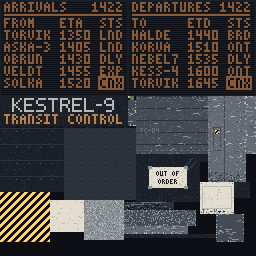 ARRIVALS 1422
FROM ETA STS
TORVIK 1350 LND
ASKA-3 1405 LND
ORRUN 1430 DLY
VELDT 1455 EXP
SOLKA 1520 CNX
DEPARTURES 1422
TO ETD STS
HALDE 1440 BRD
KORVA 1510 ONT
NEBEL7 1535 DLY
KESS-4 1600 ONT
TORVIK 1645 CNX
KESTREL-9
TRANSIT CONTROL
OUT OF
ORDER